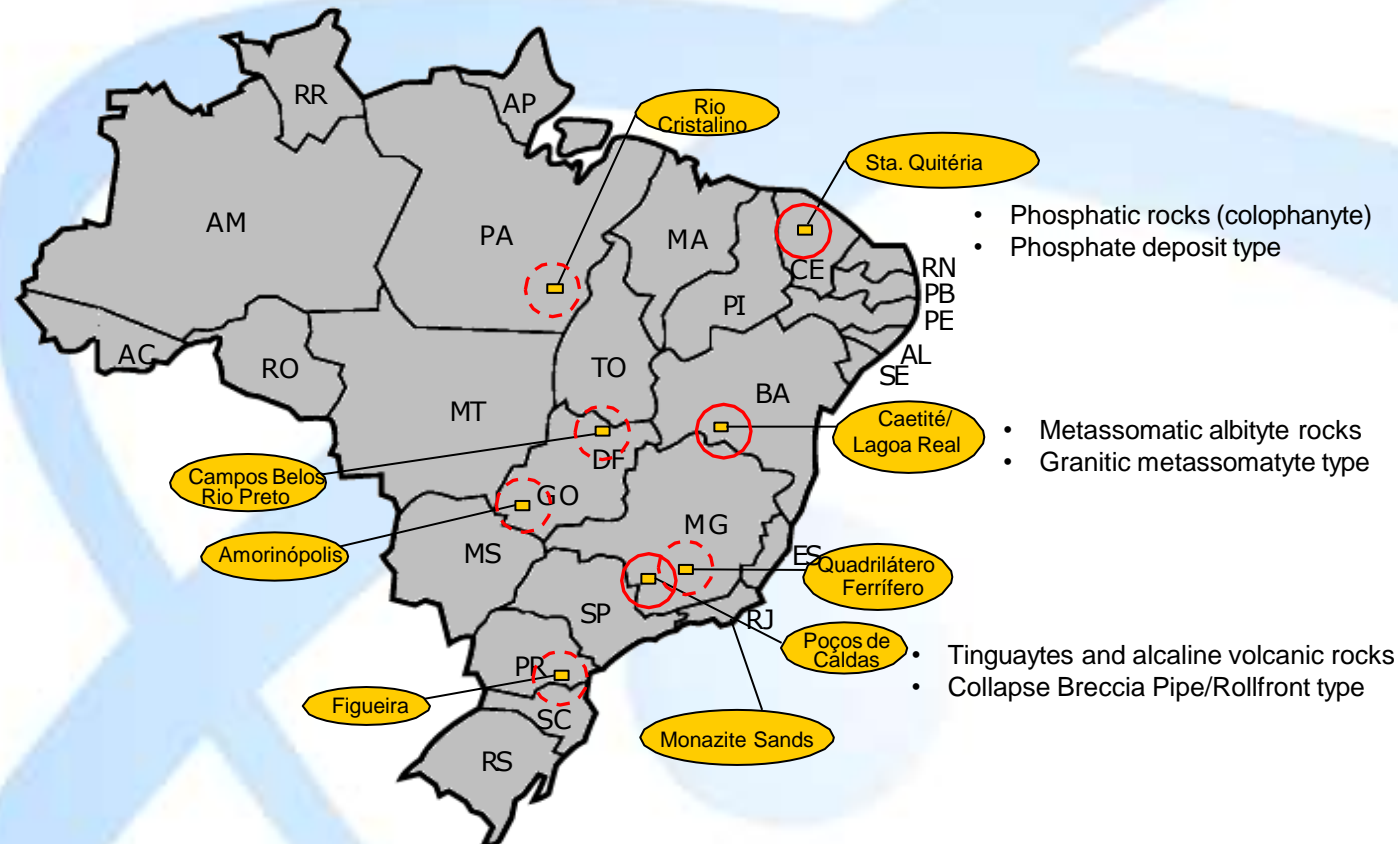 RR
AP
Rio
Cristalino
Sta. Quitéria
AM
PA
MA
CE
• Phosphatic rocks (colophanyte)
• Phosphate deposit type
RN
PB
PE
PI
AC
RO
TO
AL
SE
MT
BA
Caetité/
Lagoa Real
• Metassomatic albityte rocks
• Granitic metassomatyte type
Campos Belos
Rio Preto
DF
GO
MG
Amorinópolis
MS
ES
Quadrilátero
Ferrífero
SP
RJ
Poços de
Caldas
• Tinguaytes and alcaline volcanic rocks
• Collapse Breccia Pipe/Rollfront type
PR
Figueira
SC
Monazite Sands
RS